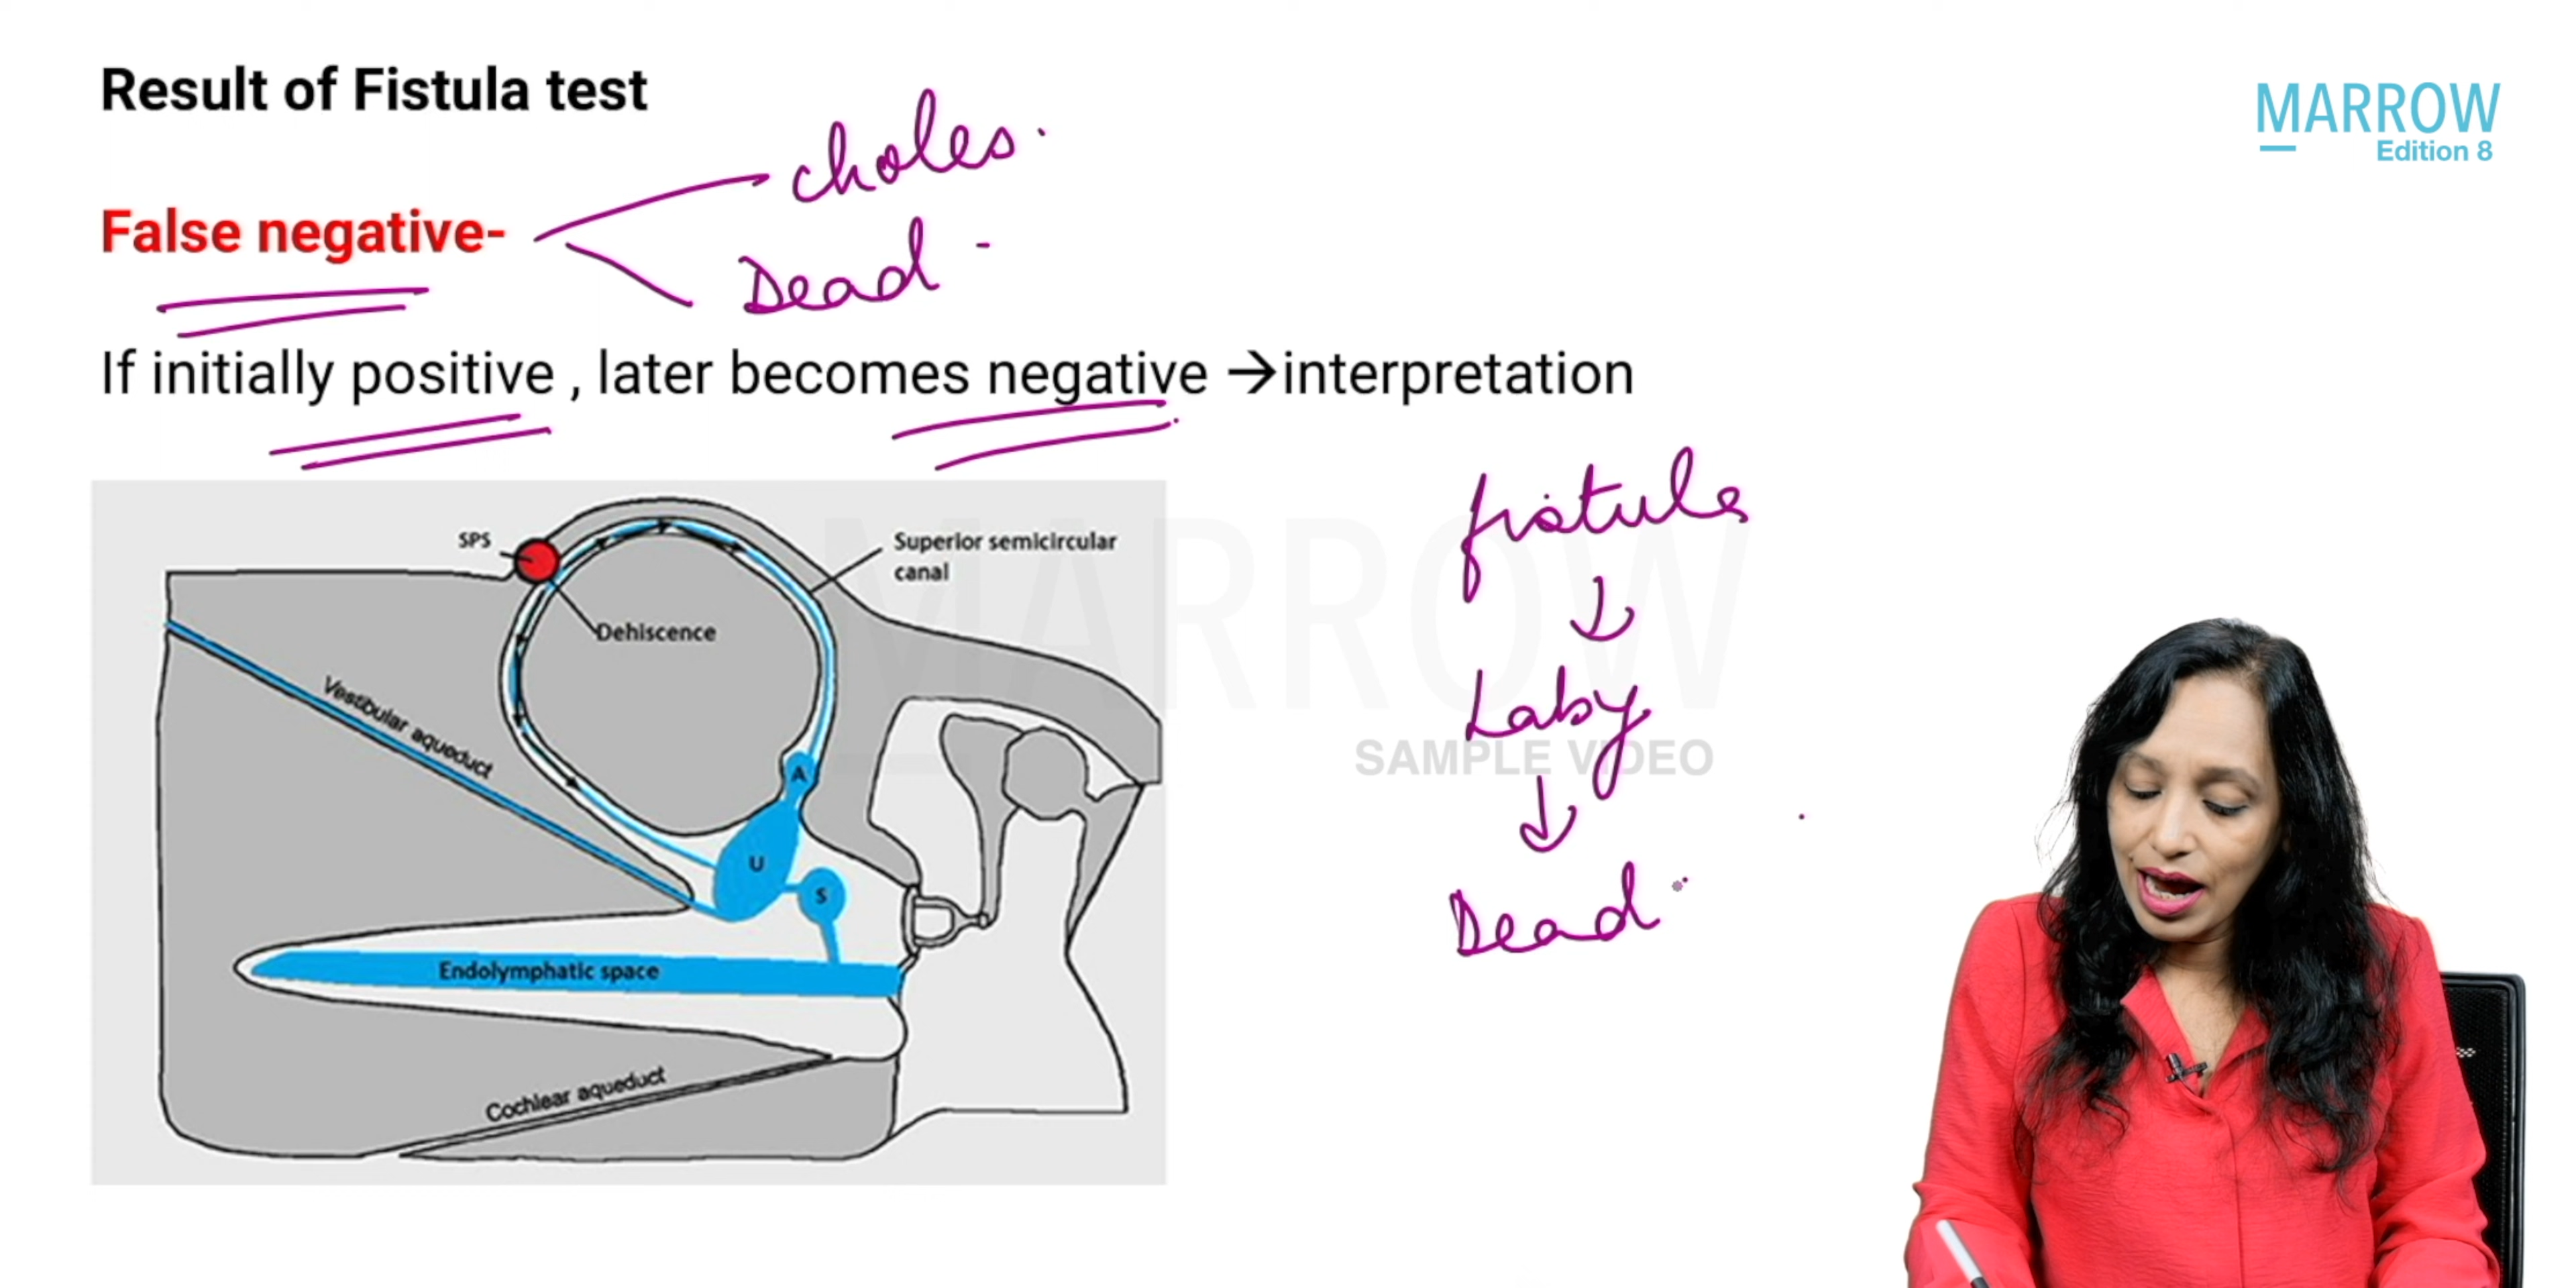 Result of Fistula test
MARROW
Edition 8
choles.
False negative-
Dead -
If initially positive , later becomes negative →interpretation
fistula
↓
Laby
↓
Dead
SPS
Superior semicircular
canal
Dehiscence
Vestibular aqueduct
A
U
S
Endolymphatic space
Cochlear aqueduct
MARROW
SAMPLE VIDEO